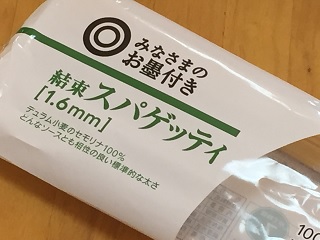 みなさまの
お墨付き
結束スパゲッティ
[1.6mm]
デュラム小麦のセモリナ100%
どんなソースとも相性の良い標準的な太さ
100